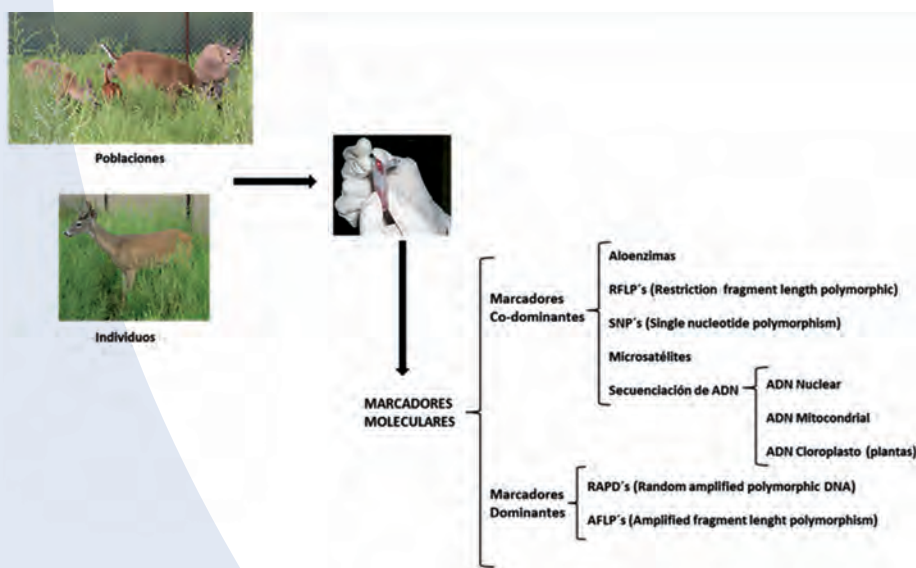 Poblaciones
Individuos
MARCADORES
MOLECULARES
Marcadores
Co-dominantes
Aloenzimas
RFLP´s (Restriction fragment length polymorphic)
SNP´s (Single nucleotide polymorphism)
Microsatélites
Secuenciación de ADN
ADN Nuclear
ADN Mitocondrial
ADN Cloroplasto (plantas)
Marcadores
Dominantes
RAPD´s (Random amplified polymorphic DNA)
AFLP´s (Amplified fragment lenght polymorphism)